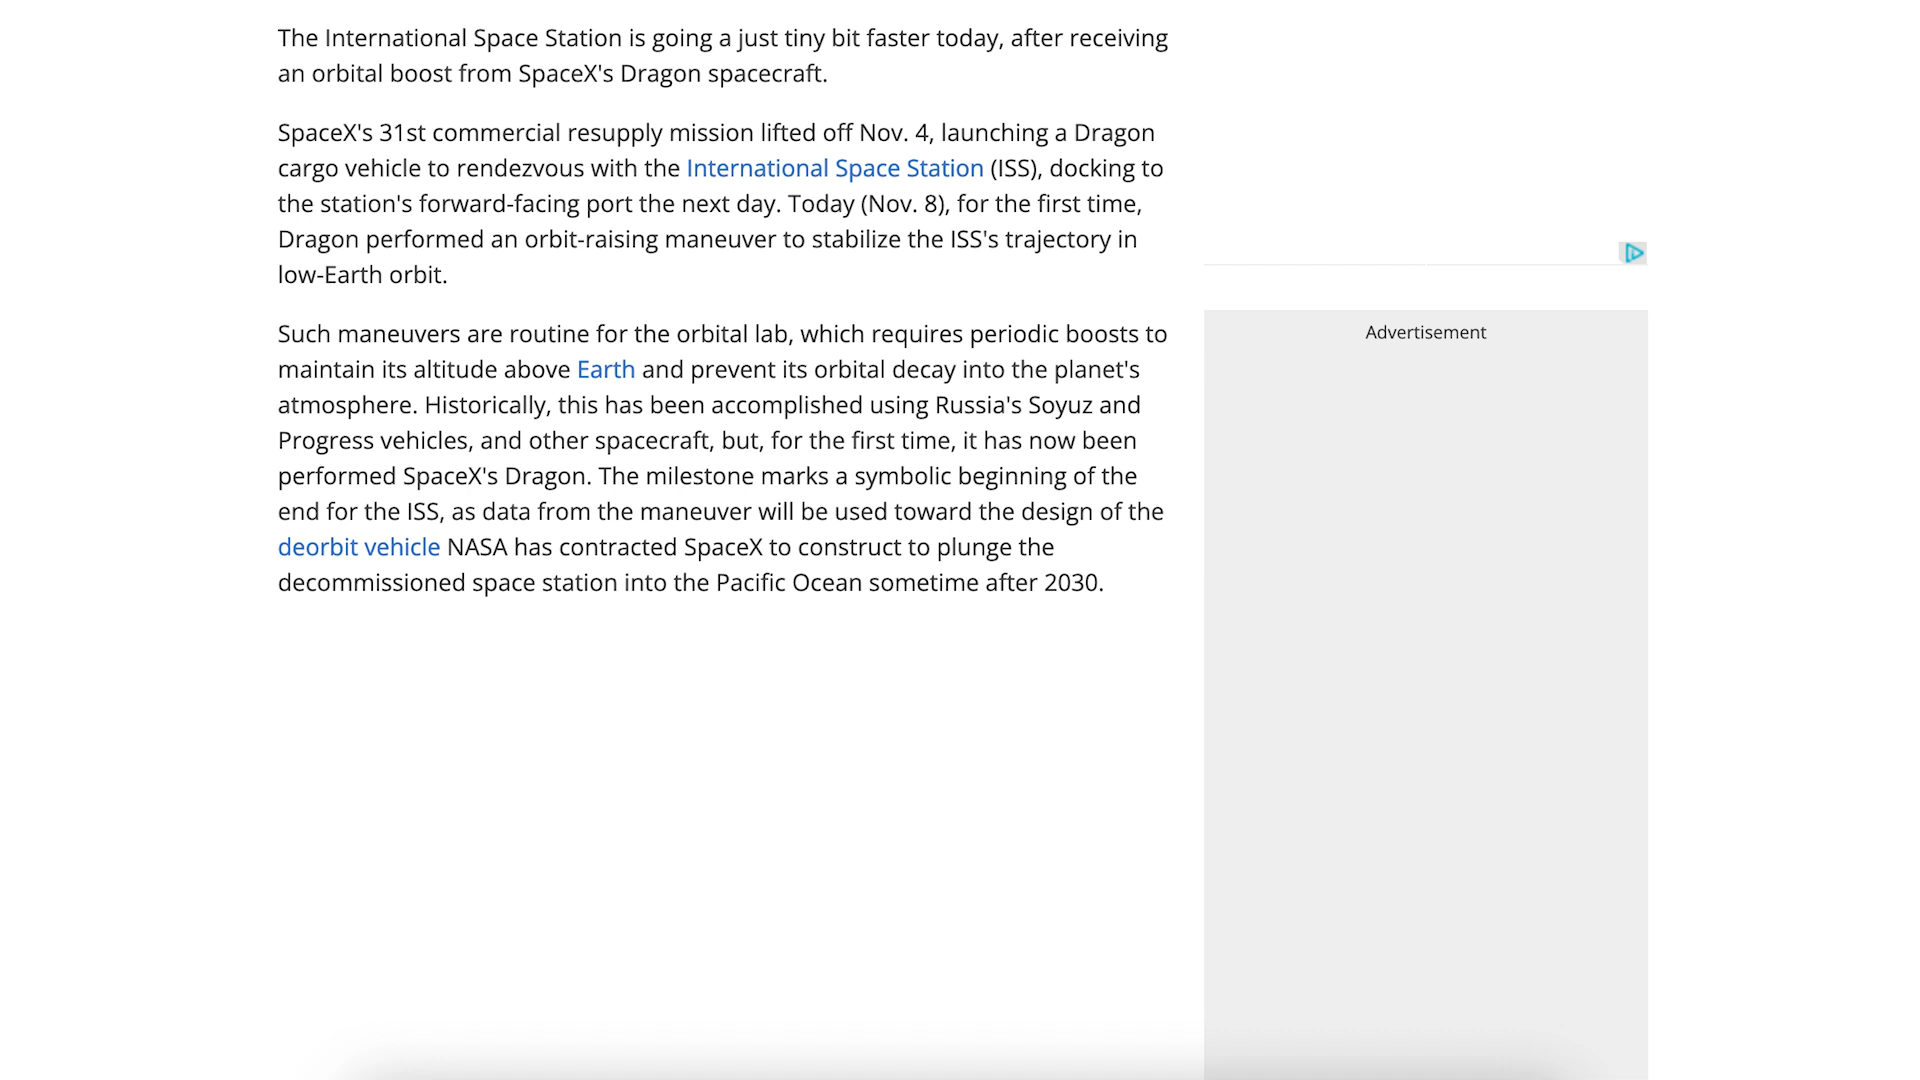 The International Space Station is going a just tiny bit faster today, after receiving
an orbital boost from SpaceX's Dragon spacecraft.
SpaceX's 31st commercial resupply mission lifted off Nov. 4, launching a Dragon
cargo vehicle to rendezvous with the International Space Station (ISS), docking to
the station's forward-facing port the next day. Today (Nov. 8), for the first time,
Dragon performed an orbit-raising maneuver to stabilize the ISS's trajectory in
low-Earth orbit.
Such maneuvers are routine for the orbital lab, which requires periodic boosts to
maintain its altitude above Earth and prevent its orbital decay into the planet's
atmosphere. Historically, this has been accomplished using Russia's Soyuz and
Progress vehicles, and other spacecraft, but, for the first time, it has now been
performed SpaceX's Dragon. The milestone marks a symbolic beginning of the
end for the ISS, as data from the maneuver will be used toward the design of the
deorbit vehicle NASA has contracted SpaceX to construct to plunge the
decommissioned space station into the Pacific Ocean sometime after 2030.
Advertisement